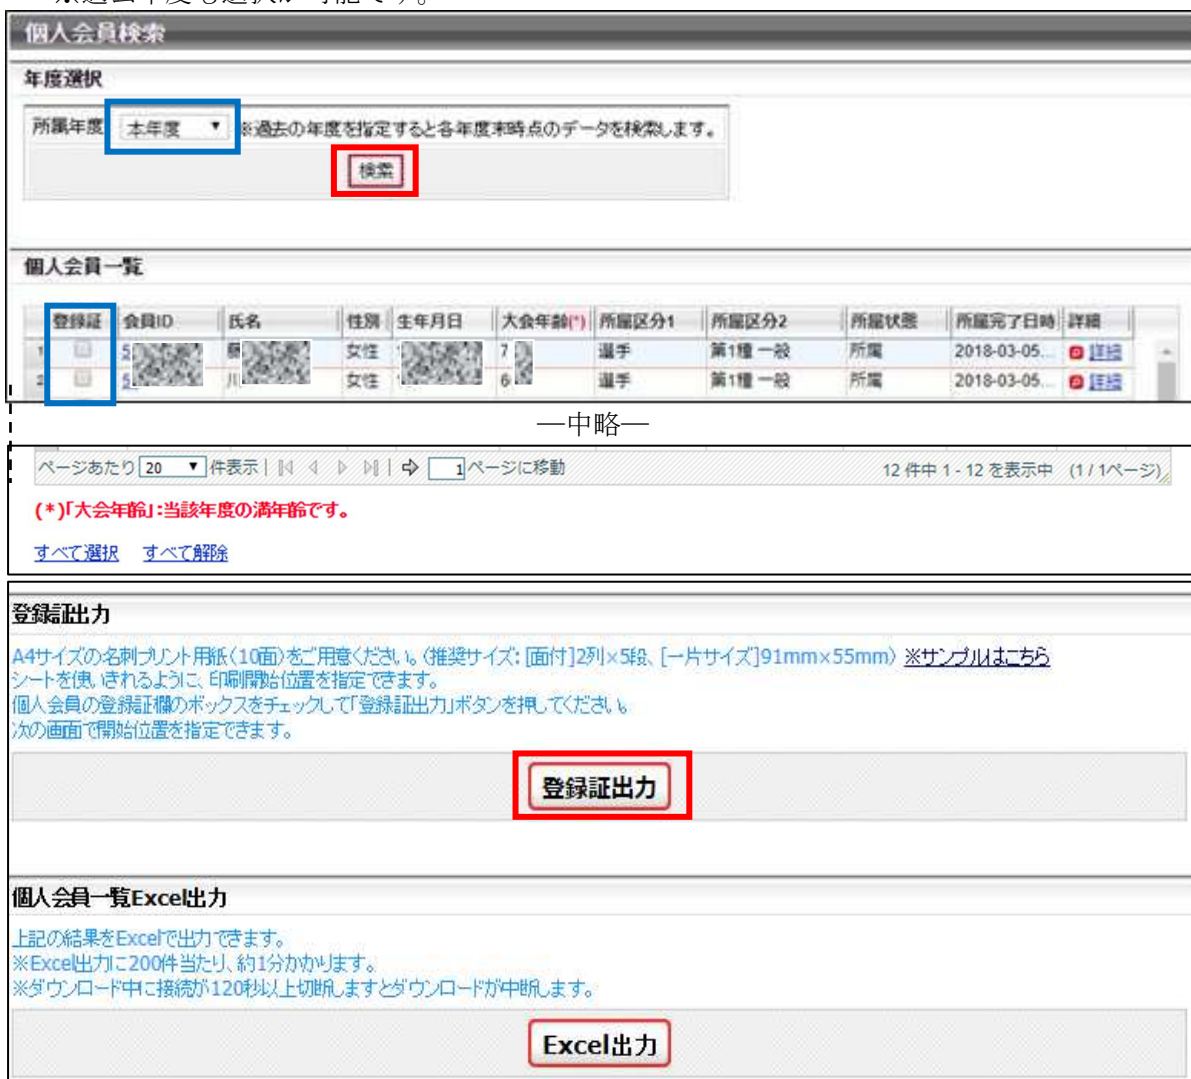 ※過去年度も選択が可能です。
個人会員検索
年度選択
所属年度 本年度 ※過去の年度を指定すると各年度末時点のデータを検索します。
検索
個人会員一覧
登録証 会員ID 氏名 性別 生年月日 大会年齢(*) 所属区分1 所属区分2 所属状態 所属完了日時 詳細
1 5 藤 女性 7 選手 第1種 一般 所属 2018-03-05... 詳細
2 5 川 女性 6 選手 第1種 一般 所属 2018-03-05... 詳細
―中略―
ページあたり 20 件表示 1 ページに移動 12 件中 1 - 12 を表示中 (1 / 1ページ)
(*)「大会年齢」:当該年度の満年齢です。
すべて選択 すべて解除
登録証出力
A4サイズの名刺プリント用紙(10面)をご用意ください。(推奨サイズ: [面付]2列×5段、[一片サイズ]91mm×55mm) ※サンプルはこちら
シートを使いきれるように、印刷開始位置を指定できます。
個人会員の登録証欄のボックスをチェックして「登録証出力」ボタンを押してください。
次の画面で開始位置を指定できます。
登録証出力
個人会員一覧Excel出力
上記の結果をExcelで出力できます。
※Excel出力に200件当たり、約1分かかります。
※ダウンロード中に接続が120秒以上切断しますとダウンロードが中断します。
Excel出力